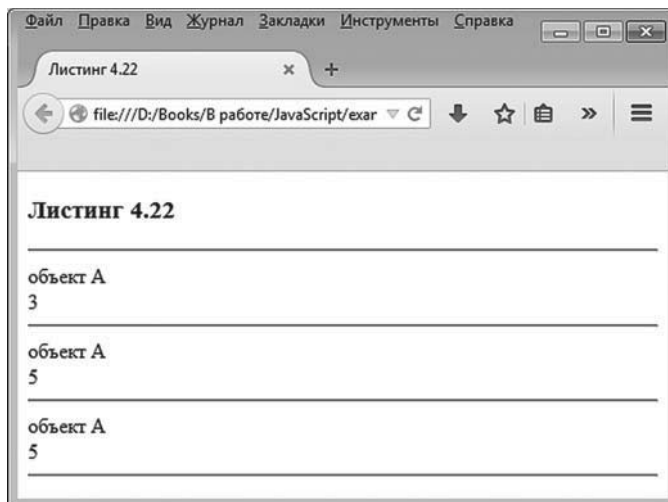 Файл Правка Вид Журнал Закладки Инструменты Справка
Листинг 4.22
file:///D:/Books/В работе/JavaScript/exar
Листинг 4.22
объект A
3
объект A
5
объект A
5